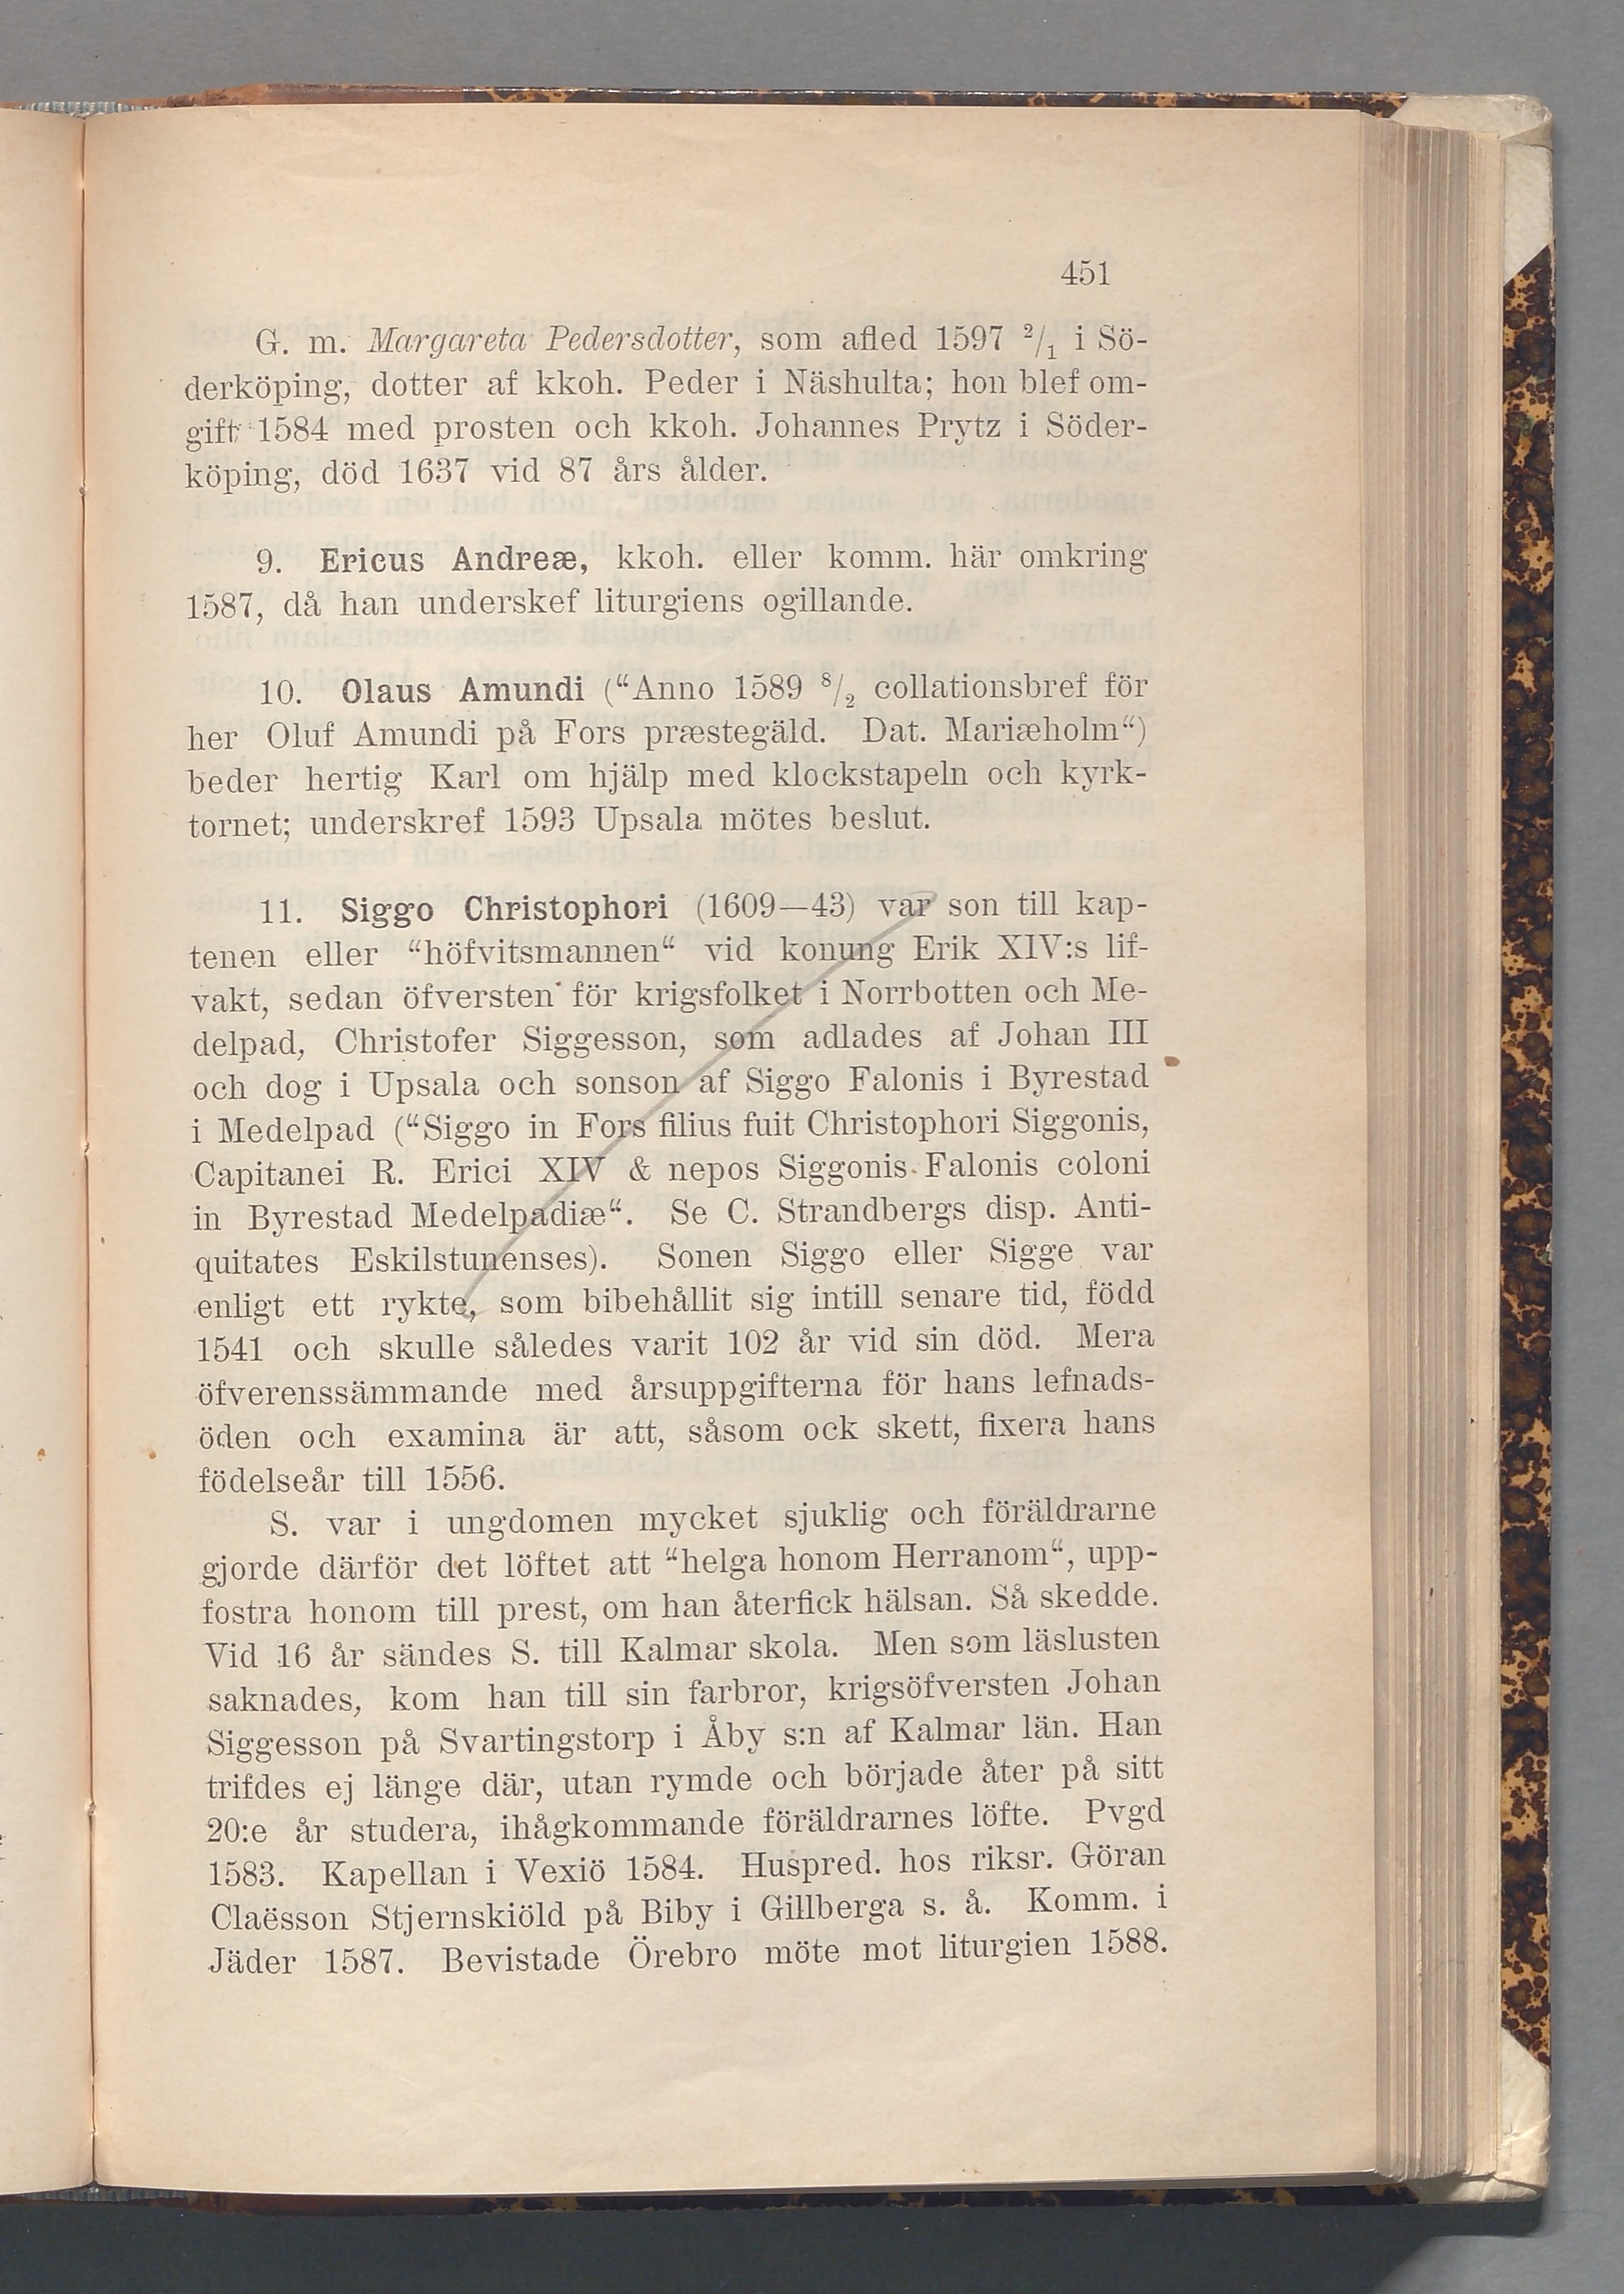 451
G. m. Margareta Pedersdotter, som afled 1597 2/1 i Sö-
derköping, dotter af kkoh. Peder i Näshulta; hon blef om-
gift 1584 med prosten och kkoh. Johannes Prytz i Söder-
köping, död 1637 vid 87 års ålder.
9. Ericus Andreæ, kkoh. eller komm. här omkring
1587, då han underskef liturgiens ogillande.
10. Olaus Amundi (“Anno 1589 8/2 collationsbref för
her Oluf Amundi på Fors præstegäld. Dat. Mariæholm“)
beder hertig Karl om hjälp med klockstapeln och kyrk-
tornet; underskref 1593 Upsala mötes beslut.
11. Siggo Christophori (1609—43) var son till kap-
tenen eller “höfvitsmannen“ vid konung Erik XIV:s lif-
vakt, sedan öfversten för krigsfolket i Norrbotten och Me-
delpad, Christofer Siggesson, som adlades af Johan III
och dog i Upsala och sonson af Siggo Falonis i Byrestad
i Medelpad (“Siggo in Fors filius fuit Christophori Siggonis,
Capitanei R. Erici XIV & nepos Siggonis Falonis coloni
in Byrestad Medelpadiæ“. Se C. Strandbergs disp. Anti-
quitates Eskilstunenses). Sonen Siggo eller Sigge var
enligt ett rykte, som bibehållit sig intill senare tid, född
1541 och skulle således varit 102 år vid sin död. Mera
öfverenssämmande med årsuppgifterna för hans lefnads-
öden och examina är att, såsom ock skett, fixera hans
födelseår till 1556.
S. var i ungdomen mycket sjuklig och föräldrarne
gjorde därför det löftet att “helga honom Herranom“, upp-
fostra honom till prest, om han återfick hälsan. Så skedde.
Vid 16 år sändes S. till Kalmar skola. Men som läslusten
saknades, kom han till sin farbror, krigsöfversten Johan
Siggesson på Svartingstorp i Åby s:n af Kalmar län. Han
trifdes ej länge där, utan rymde och började åter på sitt
20:e år studera, ihågkommande föräldrarnes löfte. Pvgd
1583. Kapellan i Vexiö 1584. Huspred. hos riksr. Göran
Claësson Stjernskiöld på Biby i Gillberga s. å. Komm. i
Jäder 1587. Bevistade Örebro möte mot liturgien 1588.